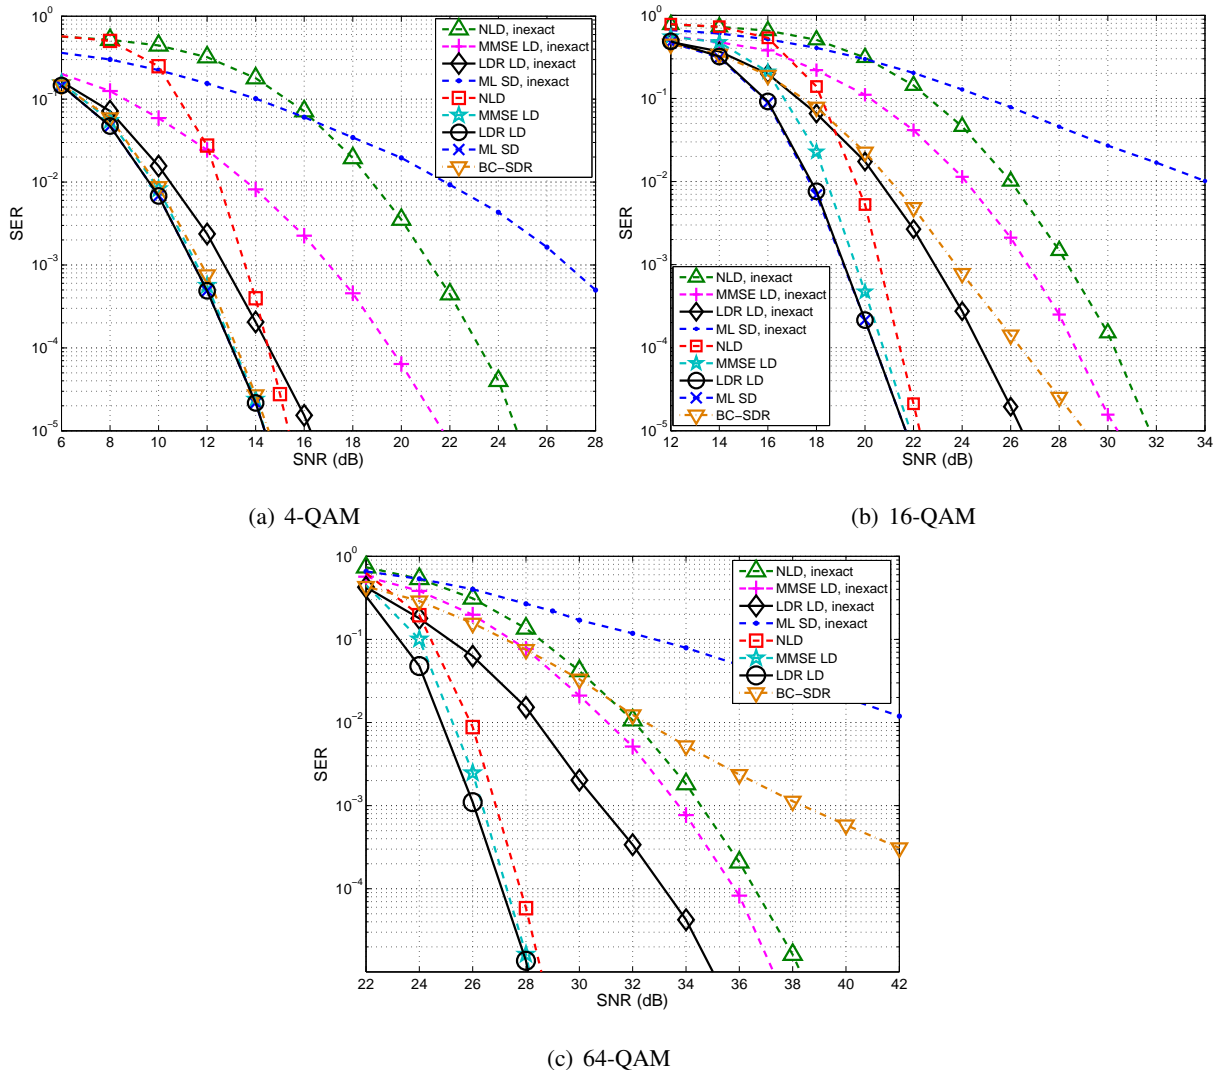 10^0
10^-1
10^-2
10^-3
10^-4
10^-5
SER
6 8 10 12 14 16 18 20 22 24 26 28
SNR (dB)
NLD, inexact
MMSE LD, inexact
LDR LD, inexact
ML SD, inexact
NLD
MMSE LD
LDR LD
ML SD
BC-SDR
(a) 4-QAM
10^0
10^-1
10^-2
10^-3
10^-4
10^-5
SER
12 14 16 18 20 22 24 26 28 30 32 34
SNR (dB)
NLD, inexact
MMSE LD, inexact
LDR LD, inexact
ML SD, inexact
NLD
MMSE LD
LDR LD
ML SD
BC-SDR
(b) 16-QAM
10^0
10^-1
10^-2
10^-3
10^-4
SER
22 24 26 28 30 32 34 36 38 40 42
SNR (dB)
NLD, inexact
MMSE LD, inexact
LDR LD, inexact
ML SD, inexact
NLD
MMSE LD
LDR LD
BC-SDR
(c) 64-QAM